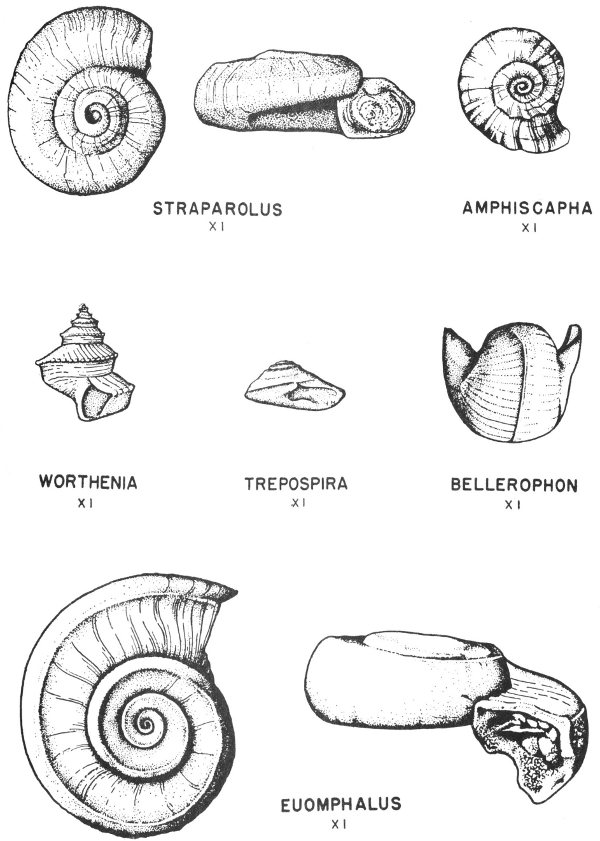 STRAPAROLUS
X1
AMPHISCAPHA
X1
WORTHENIA
X1
TREPOSPIRA
X1
BELLEROPHON
X1
EUOMPHALUS
X1